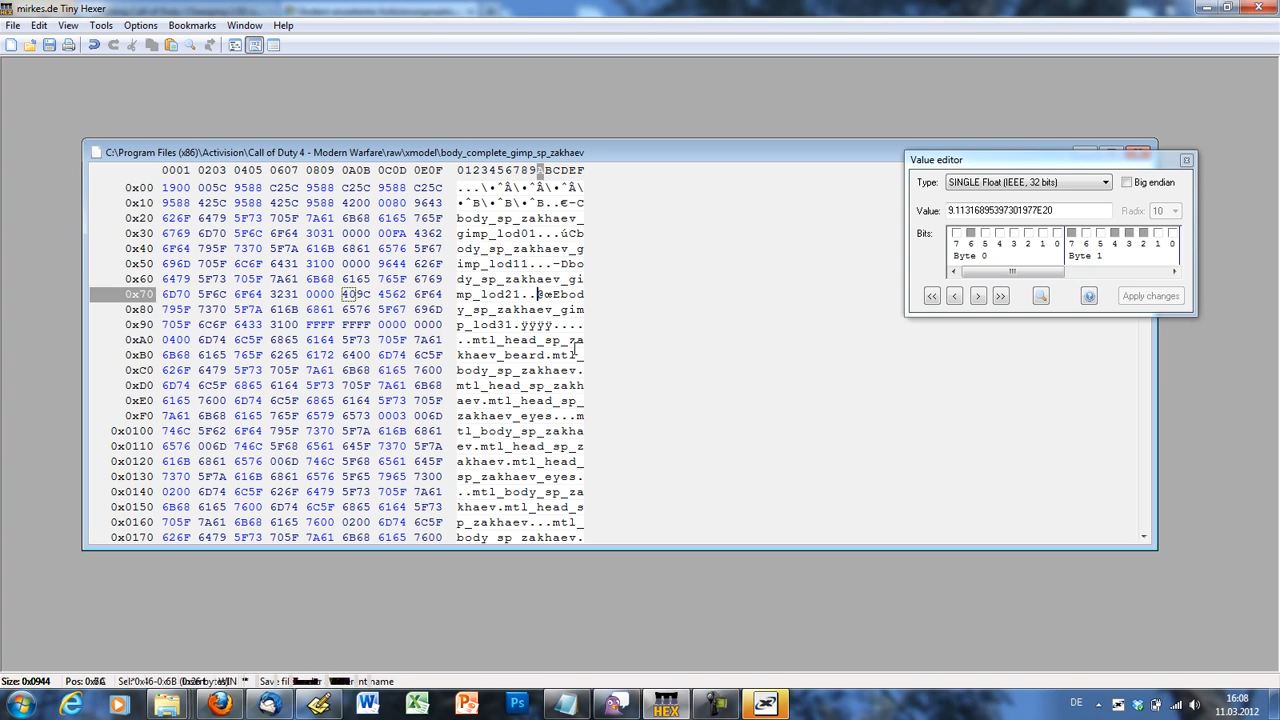 mirkes.de Tiny Hexer
File Edit View Tools Options Bookmarks Window Help
C:\Program Files (x86)\Activision\Call of Duty 4 - Modern Warfare\raw\xmodel\body_complete_gimp_sp_zakhaev
0001 0203 0405 0607 0809 0A0B 0C0D 0E0F 0123456789ABCDEF
0x00 1900 005C 9588 C25C 9588 C25C 9588 C25C ...\•ˆÂ\•ˆÂ\•ˆÂ\
0x10 9588 425C 9588 425C 9588 4200 0080 9643 •ˆB\•ˆB\•ˆB..€–C
0x20 626F 6479 5F73 705F 7A61 6B68 6165 765F body_sp_zakhaev_
0x30 6769 6D70 5F6C 6F64 3031 0000 00FA 4362 gimp_lod01...úCb
0x40 6F64 795F 7370 5F7A 616B 6861 6576 5F67 ody_sp_zakhaev_g
0x50 696D 705F 6C6F 6431 3100 0000 9644 626F imp_lod11...–Dbo
0x60 6479 5F73 705F 7A61 6B68 6165 765F 6769 dy_sp_zakhaev_gi
0x70 6D70 5F6C 6F64 3231 0000 409C 4562 6F64 mp_lod21..@œEbod
0x80 795F 7370 5F7A 616B 6861 6576 5F67 696D y_sp_zakhaev_gim
0x90 705F 6C6F 6433 3100 FFFF FFFF 0000 0000 p_lod31.ÿÿÿÿ....
0xA0 0400 6D74 6C5F 6865 6164 5F73 705F 7A61 ..mtl_head_sp_za
0xB0 6B68 6165 765F 6265 6172 6400 6D74 6C5F khaev_beard.mtl_
0xC0 626F 6479 5F73 705F 7A61 6B68 6165 7600 body_sp_zakhaev.
0xD0 6D74 6C5F 6865 6164 5F73 705F 7A61 6B68 mtl_head_sp_zakh
0xE0 6165 7600 6D74 6C5F 6865 6164 5F73 705F aev.mtl_head_sp_
0xF0 7A61 6B68 6165 765F 6579 6573 0003 006D zakhaev_eyes...m
0x0100 746C 5F62 6F64 795F 7370 5F7A 616B 6861 tl_body_sp_zakha
0x0110 6576 006D 746C 5F68 6561 645F 7370 5F7A ev.mtl_head_sp_z
0x0120 616B 6861 6576 006D 746C 5F68 6561 645F akhaev.mtl_head_
0x0130 7370 5F7A 616B 6861 6576 5F65 7965 7300 sp_zakhaev_eyes.
0x0140 0200 6D74 6C5F 626F 6479 5F73 705F 7A61 ..mtl_body_sp_za
0x0150 6B68 6165 7600 6D74 6C5F 6865 6164 5F73 khaev.mtl_head_s
0x0160 705F 7A61 6B68 6165 7600 0200 6D74 6C5F p_zakhaev...mtl_
0x0170 626F 6479 5F73 705F 7A61 6B68 6165 7600 body_sp_zakhaev.
Value editor
Type: SINGLE Float (IEEE, 32 bits) Big endian
Value: 9.11316895397301977E20 Radix: 10
Bits:
7 6 5 4 3 2 1 0 7 6 5 4 3 2 1 0
Byte 0 Byte 1
<< < > >> Apply changes
Size: 0x0944
HEX
DE
16:08
11.03.2012